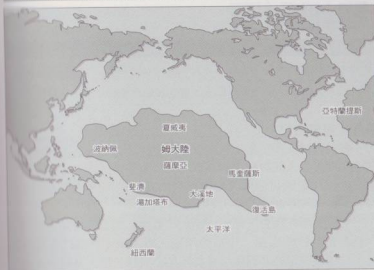 夏威夷
亞特蘭提斯
波納佩
姆大陸
薩摩亞
馬奎薩斯
斐濟
大溪地
湯加塔布
復活島
太平洋
紐西蘭